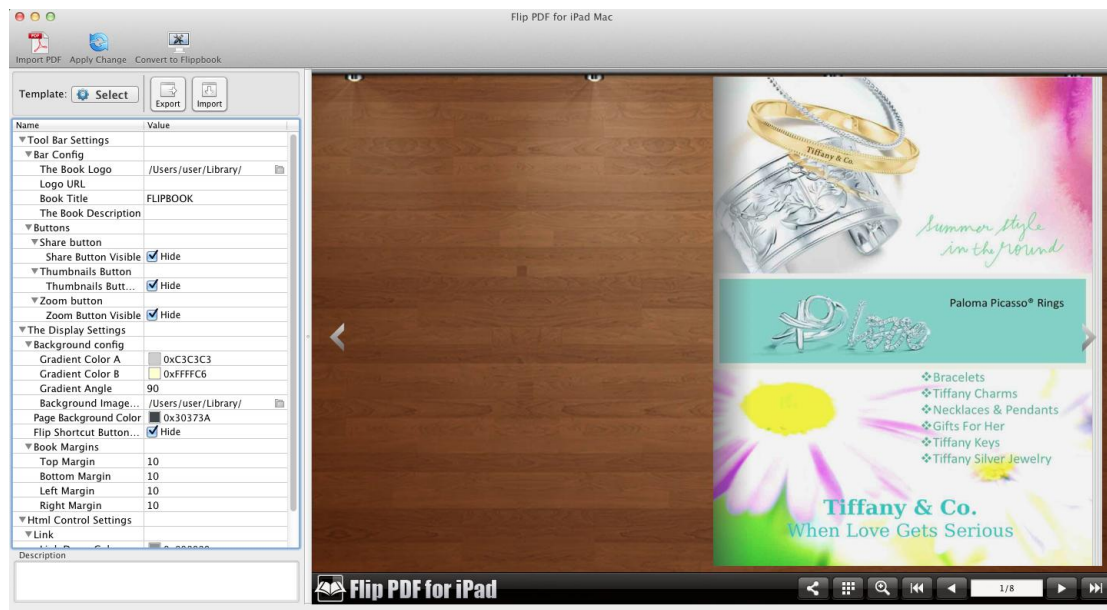 Flip PDF for iPad Mac
Import PDF Apply Change Convert to Flippbook
Template: Select Export Import
Name Value
Tool Bar Settings
Bar Config
The Book Logo /Users/user/Library/
Logo URL
Book Title FLIPBOOK
The Book Description
Buttons
Share button
Share Button Visible Hide
Thumbnails Button
Thumbnails Butt... Hide
Zoom button
Zoom Button Visible Hide
The Display Settings
Background config
Gradient Color A 0xC3C3C3
Gradient Color B 0xFFFFC6
Gradient Angle 90
Background Image... /Users/user/Library/
Page Background Color 0x30373A
Flip Shortcut Button... Hide
Book Margins
Top Margin 10
Bottom Margin 10
Left Margin 10
Right Margin 10
Html Control Settings
Link
Description
Tiffany & Co.
Summer style
in the round
Paloma Picasso® Rings
Bracelets
Tiffany Charms
Necklaces & Pendants
Gifts For Her
Tiffany Keys
Tiffany Silver Jewelry
Tiffany & Co.
When Love Gets Serious
Flip PDF for iPad
1/8